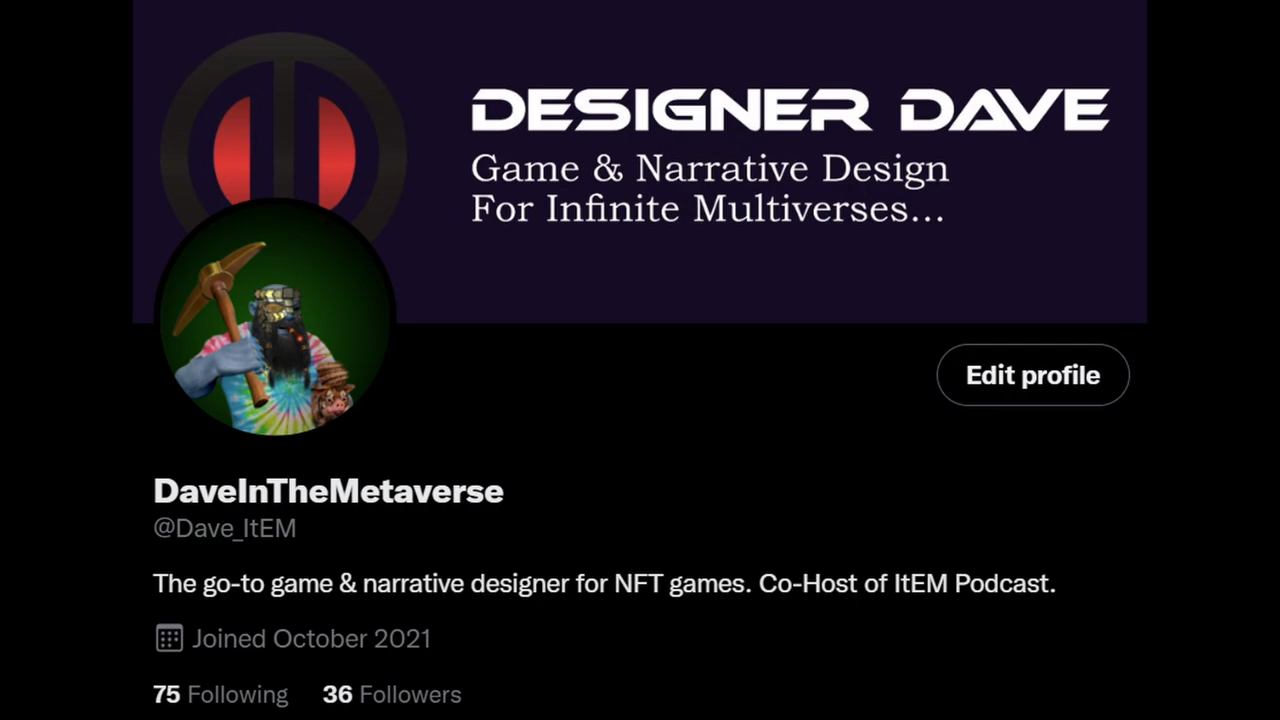 DESIGNER DAVE
Game & Narrative Design
For Infinite Multiverses...
Edit profile
DaveInTheMetaverse
@Dave_ItEM
The go-to game & narrative designer for NFT games. Co-Host of ItEM Podcast.
Joined October 2021
75 Following 36 Followers